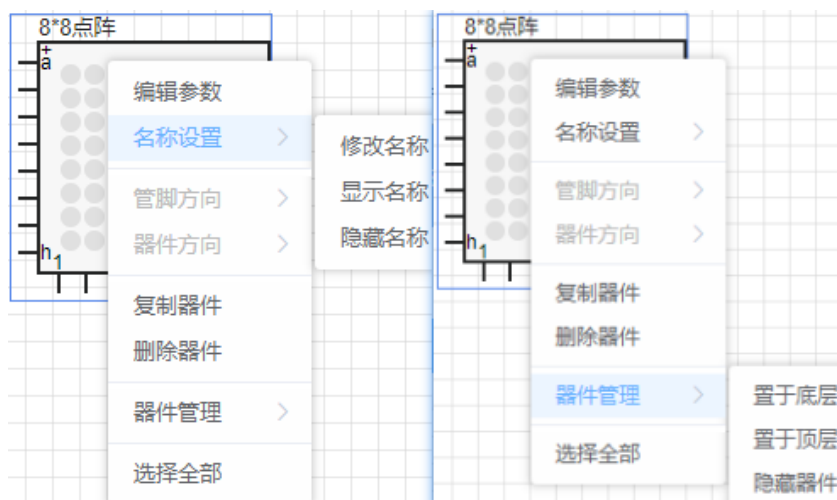 8*8点阵
+
a
h
1
编辑参数
名称设置
管脚方向
器件方向
复制器件
删除器件
器件管理
选择全部
修改名称
显示名称
隐藏名称
8*8点阵
+
a
h
1
编辑参数
名称设置
管脚方向
器件方向
复制器件
删除器件
器件管理
选择全部
置于底层
置于顶层
隐藏器件